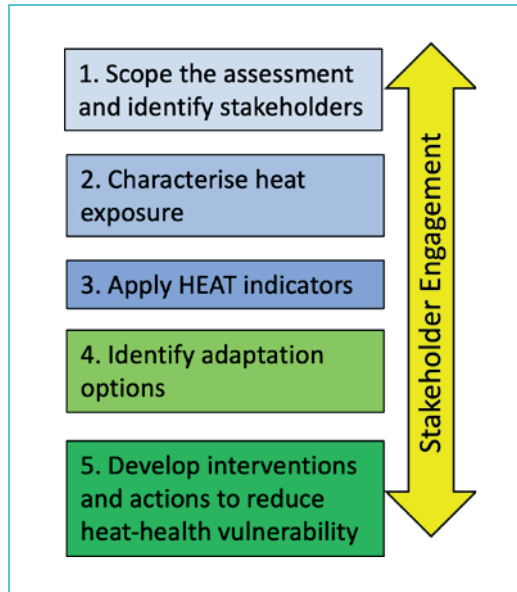 1. Scope the assessment
and identify stakeholders
2. Characterise heat
exposure
3. Apply HEAT indicators
4. Identify adaptation
options
5. Develop interventions
and actions to reduce
heat-health vulnerability
Stakeholder Engagement